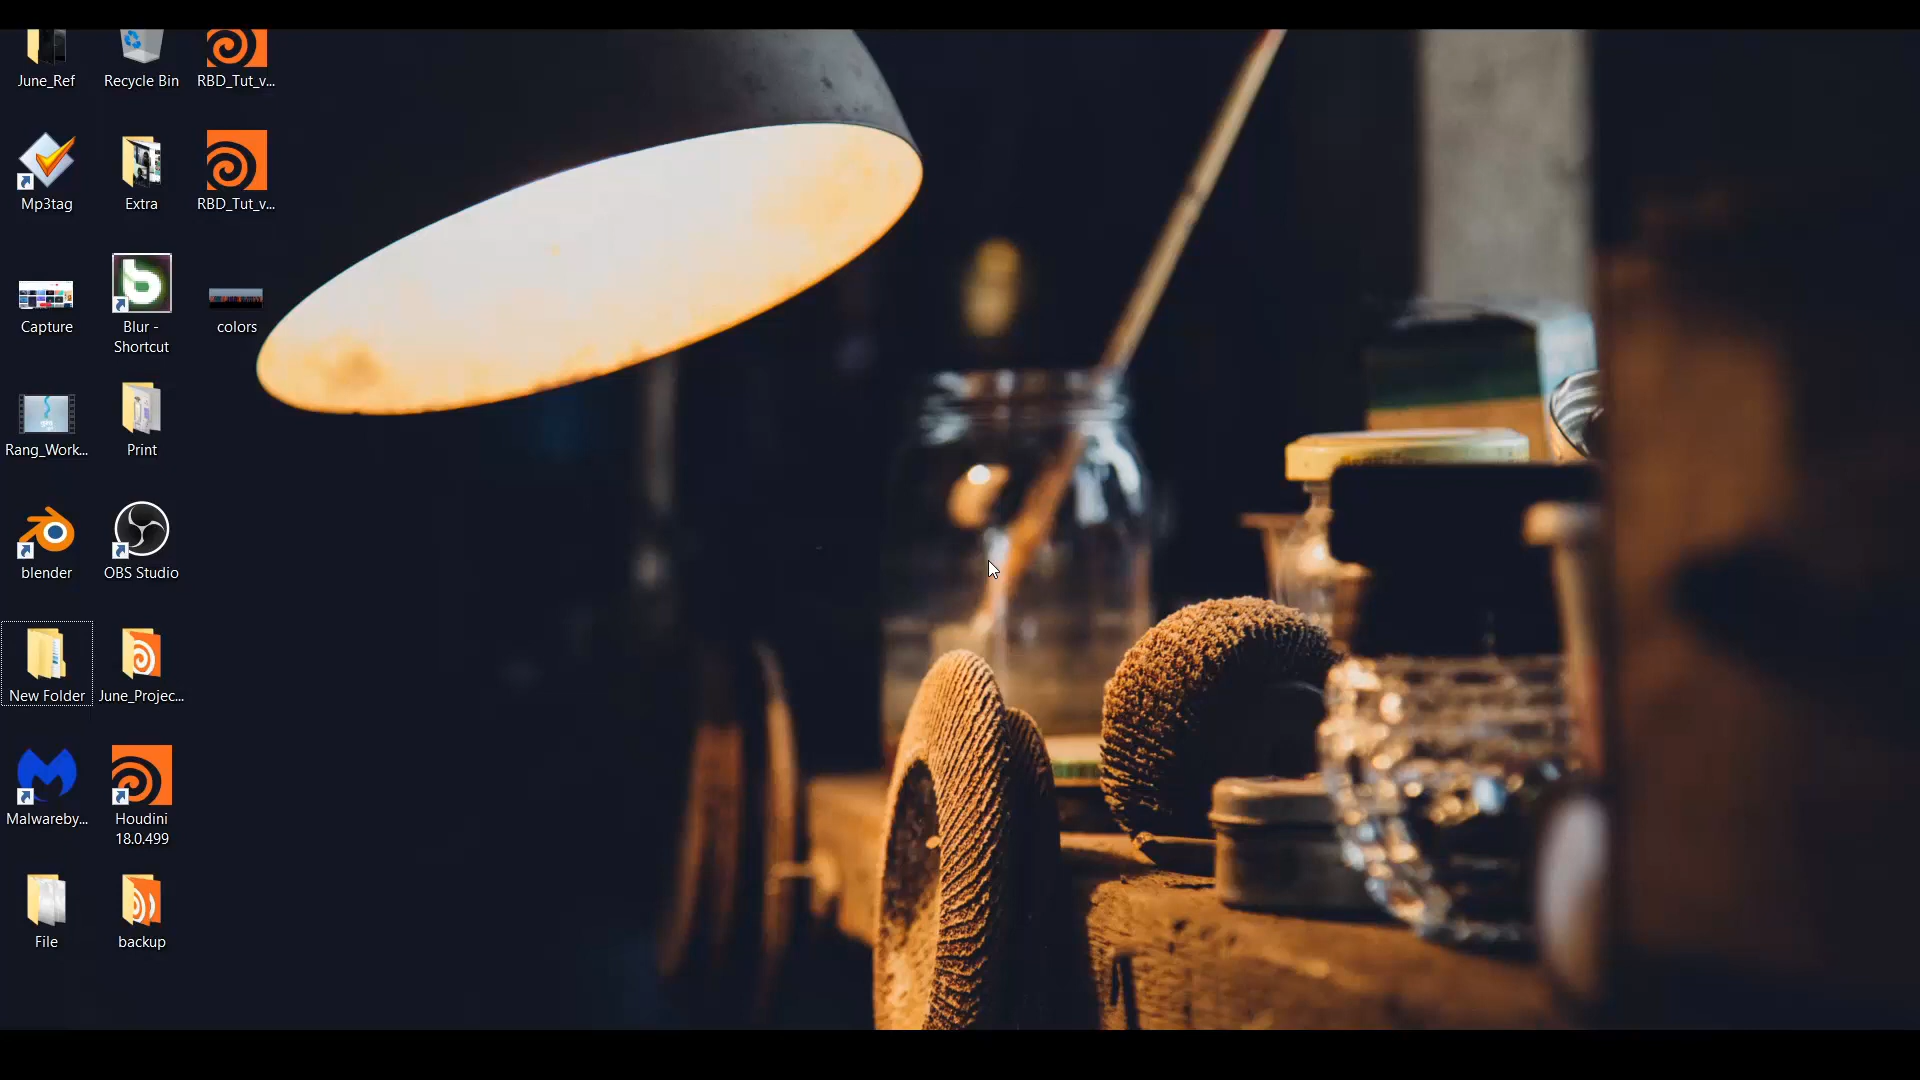 June_Ref
Recycle Bin
RBD_Tut_v...
Mp3tag
Extra
RBD_Tut_v...
Capture
Blur -
Shortcut
colors
Rang_Work...
Print
blender
OBS Studio
New Folder
June_Projec...
Malwareby...
Houdini
18.0.499
File
backup